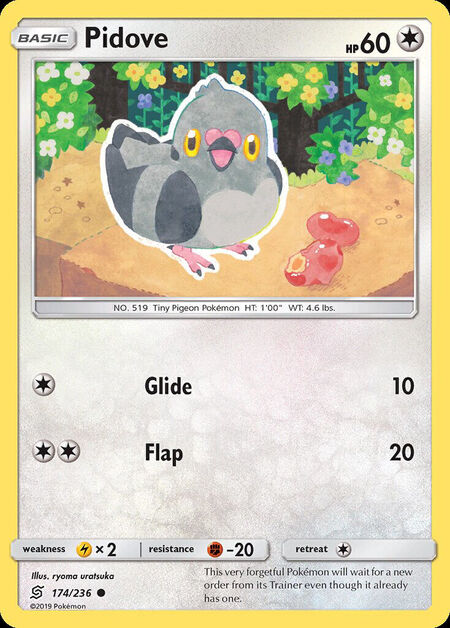 BASIC Pidove HP 60
NO. 519 Tiny Pigeon Pokémon HT: 1'00" WT: 4.6 lbs.
Glide 10
Flap 20
weakness ×2 resistance -20 retreat
Illus. ryoma uratsuka
174/236
©2019 Pokémon
This very forgetful Pokémon will wait for a new
order from its Trainer even though it already
has one.